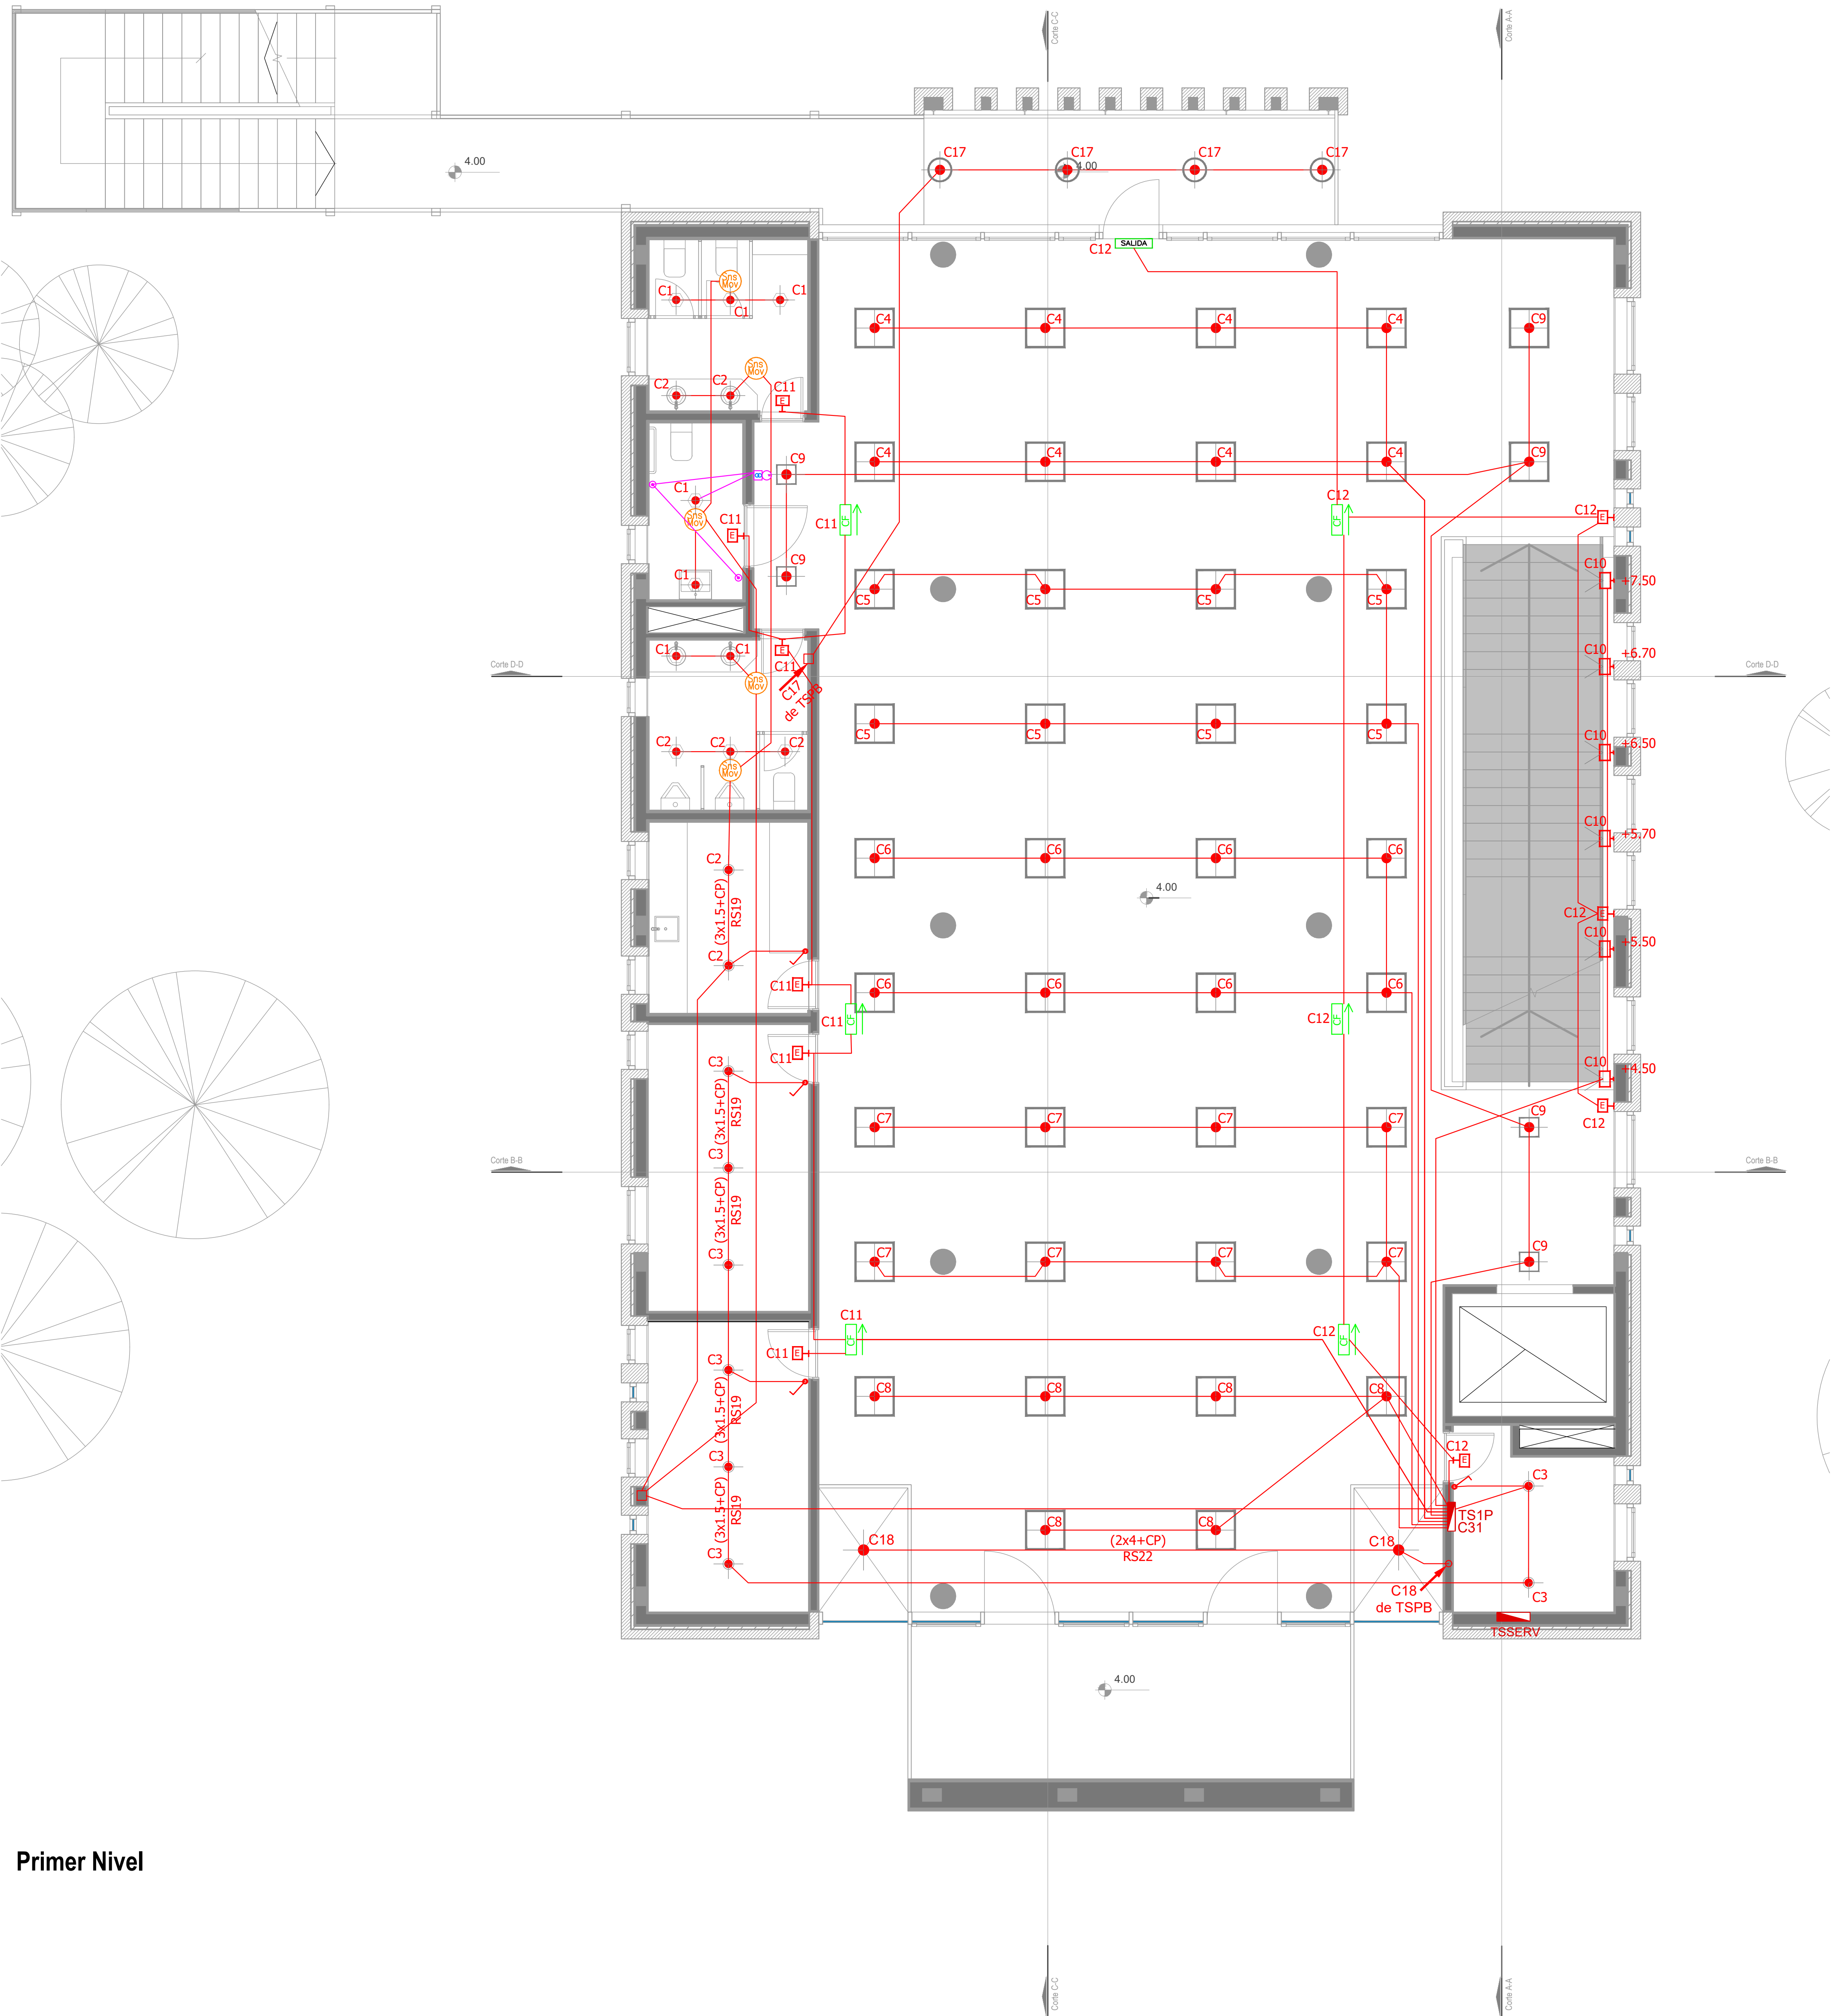 Corte C-C
Corte A-A
4.00
C17
C17
C17
C17
4.00
SALIDA
C12
Sns
Mov
C1
C1
C1
C4
C4
C4
C4
C9
Sns
Mov
C2
C2
C11
E
C9
C4
C4
C4
C4
C9
C1
Sns
Mov
C11
E
C11
CF
C12
CF
C12
E
C1
C9
C5
C5
C5
C5
C10
+7.50
C1
C1
E
C11
Sns
Mov
C17
de TSPB
C10
+6.70
Corte D-D
Corte D-D
C2
C2
C2
Sns
Mov
C5
C5
C5
C5
C10
+6.50
C2
(3x1.5+CP)
RS19
C6
C6
C6
C6
C10
+5.70
4.00
C12
E
C2
C10
+5.50
C11
E
C6
C6
C6
C6
C11
CF
C12
CF
C11
E
C3
(3x1.5+CP)
RS19
C10
+4.50
E
C12
C7
C7
C7
C7
C9
Corte B-B
Corte B-B
C3
(3x1.5+CP)
RS19
C3
C7
C7
C7
C7
C9
C11
CF
C12
CF
C11
E
C3
(3x1.5+CP)
RS19
C8
C8
C8
C8
C12
E
C3
(3x1.5+CP)
RS19
C3
TS1P
C31
C8
C8
C18
(2x4+CP)
RS22
C18
C3
C18
de TSPB
C3
TSSERV
4.00
Primer Nivel
Corte C-C
Corte A-A